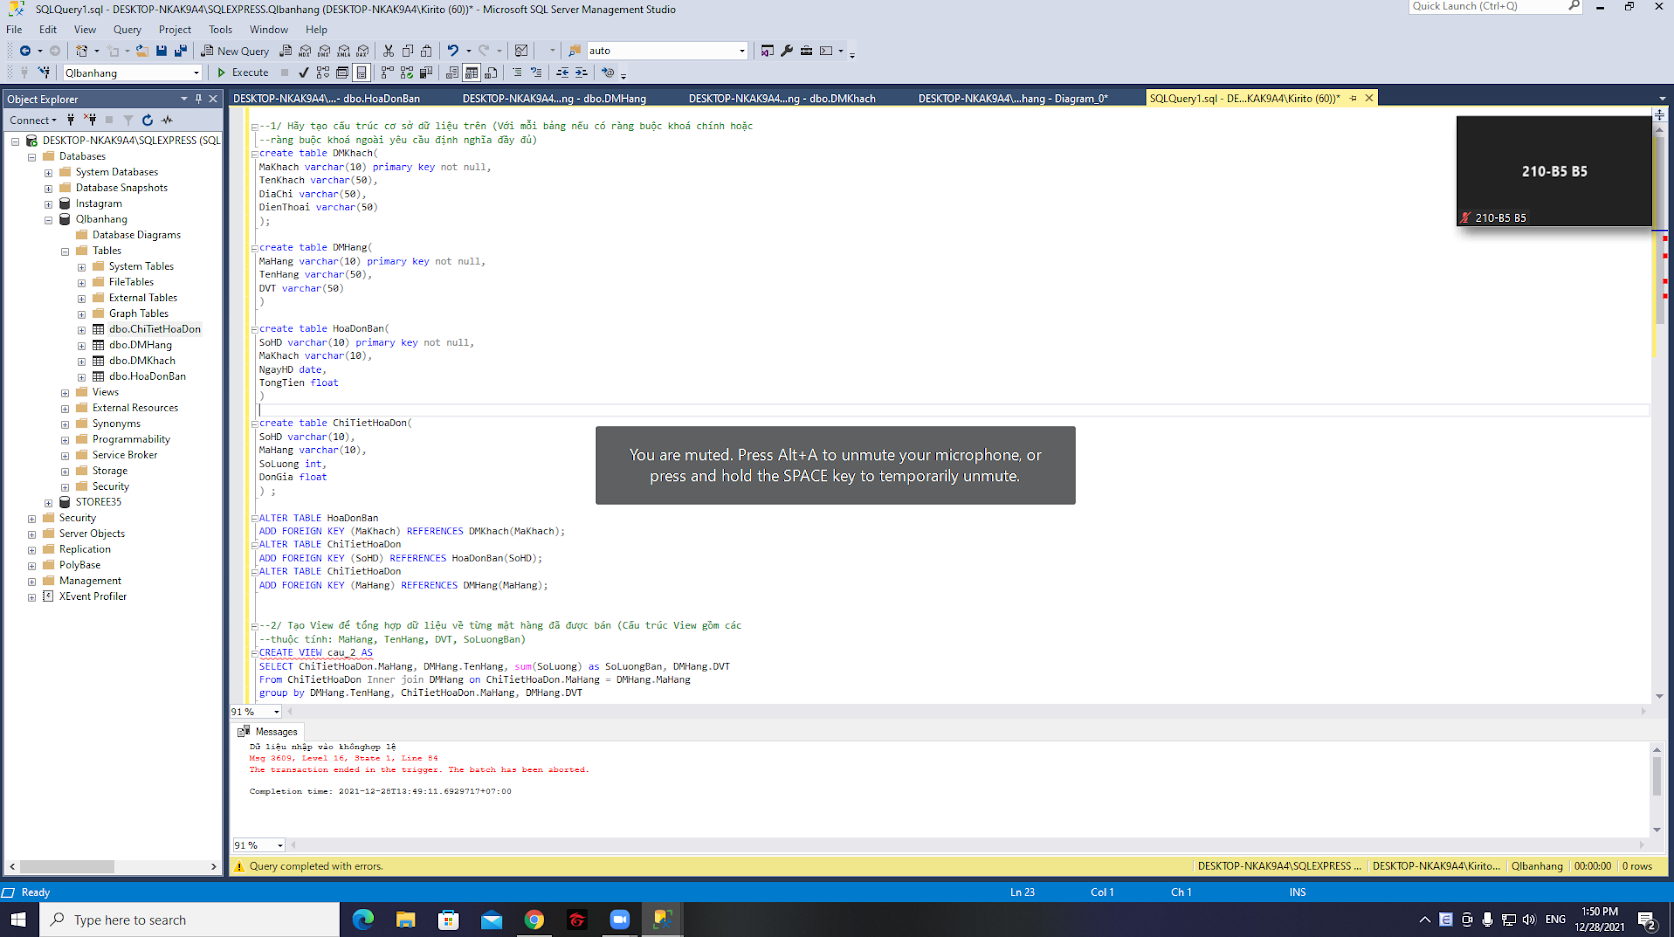 SQLQuery1.sql - DESKTOP-NKAK9A4\SQLEXPRESS.Qlbanhang (DESKTOP-NKAK9A4\Kirito (60))* - Microsoft SQL Server Management Studio
Quick Launch (Ctrl+Q)
File Edit View Query Project Tools Window Help
New Query
auto
Qlbanhang
Execute
Object Explorer
Connect
DESKTOP-NKAK9A4\SQLEXPRESS (SQL
Databases
System Databases
Database Snapshots
Instagram
Qlbanhang
Database Diagrams
Tables
System Tables
FileTables
External Tables
Graph Tables
dbo.ChiTietHoaDon
dbo.DMHang
dbo.DMKhach
dbo.HoaDonBan
Views
External Resources
Synonyms
Programmability
Service Broker
Storage
Security
STOREE35
Security
Server Objects
Replication
PolyBase
Management
XEvent Profiler
DESKTOP-NKAK9A4\...- dbo.HoaDonBan
DESKTOP-NKAK9A4...ng - dbo.DMHang
DESKTOP-NKAK9A4...ng - dbo.DMKhach
DESKTOP-NKAK9A4\...hang - Diagram_0*
SQLQuery1.sql - DE...KAK9A4\Kirito (60))*
--1/ Hãy tạo cấu trúc cơ sở dữ liệu trên (Với mỗi bảng nếu có ràng buộc khoá chính hoặc
--ràng buộc khoá ngoài yêu cầu định nghĩa đầy đủ)
create table DMKhach(
MaKhach varchar(10) primary key not null,
TenKhach varchar(50),
DiaChi varchar(50),
DienThoai varchar(50)
);
create table DMHang(
MaHang varchar(10) primary key not null,
TenHang varchar(50),
DVT varchar(50)
)
create table HoaDonBan(
SoHD varchar(10) primary key not null,
MaKhach varchar(10),
NgayHD date,
TongTien float
)
create table ChiTietHoaDon(
SoHD varchar(10),
MaHang varchar(10),
SoLuong int,
DonGia float
) ;
ALTER TABLE HoaDonBan
ADD FOREIGN KEY (MaKhach) REFERENCES DMKhach(MaKhach);
ALTER TABLE ChiTietHoaDon
ADD FOREIGN KEY (SoHD) REFERENCES HoaDonBan(SoHD);
ALTER TABLE ChiTietHoaDon
ADD FOREIGN KEY (MaHang) REFERENCES DMHang(MaHang);
--2/ Tạo View để tổng hợp dữ liệu về từng mặt hàng đã được bán (Cấu trúc View gồm các
--thuộc tính: MaHang, TenHang, DVT, SoLuongBan)
CREATE VIEW cau_2 AS
SELECT ChiTietHoaDon.MaHang, DMHang.TenHang, sum(SoLuong) as SoLuongBan, DMHang.DVT
From ChiTietHoaDon Inner join DMHang on ChiTietHoaDon.MaHang = DMHang.MaHang
group by DMHang.TenHang, ChiTietHoaDon.MaHang, DMHang.DVT
210-B5 B5
210-B5 B5
You are muted. Press Alt+A to unmute your microphone, or
press and hold the SPACE key to temporarily unmute.
91 %
Messages
Dữ liệu nhập vào khônghợp lệ
Msg 3609, Level 16, State 1, Line 84
The transaction ended in the trigger. The batch has been aborted.
Completion time: 2021-12-28T13:49:11.6929717+07:00
91 %
Query completed with errors.
DESKTOP-NKAK9A4\SQLEXPRESS ... DESKTOP-NKAK9A4\Kirito... Qlbanhang 00:00:00 0 rows
Ready
Ln 23 Col 1 Ch 1 INS
Type here to search
ENG
1:50 PM
12/28/2021
2